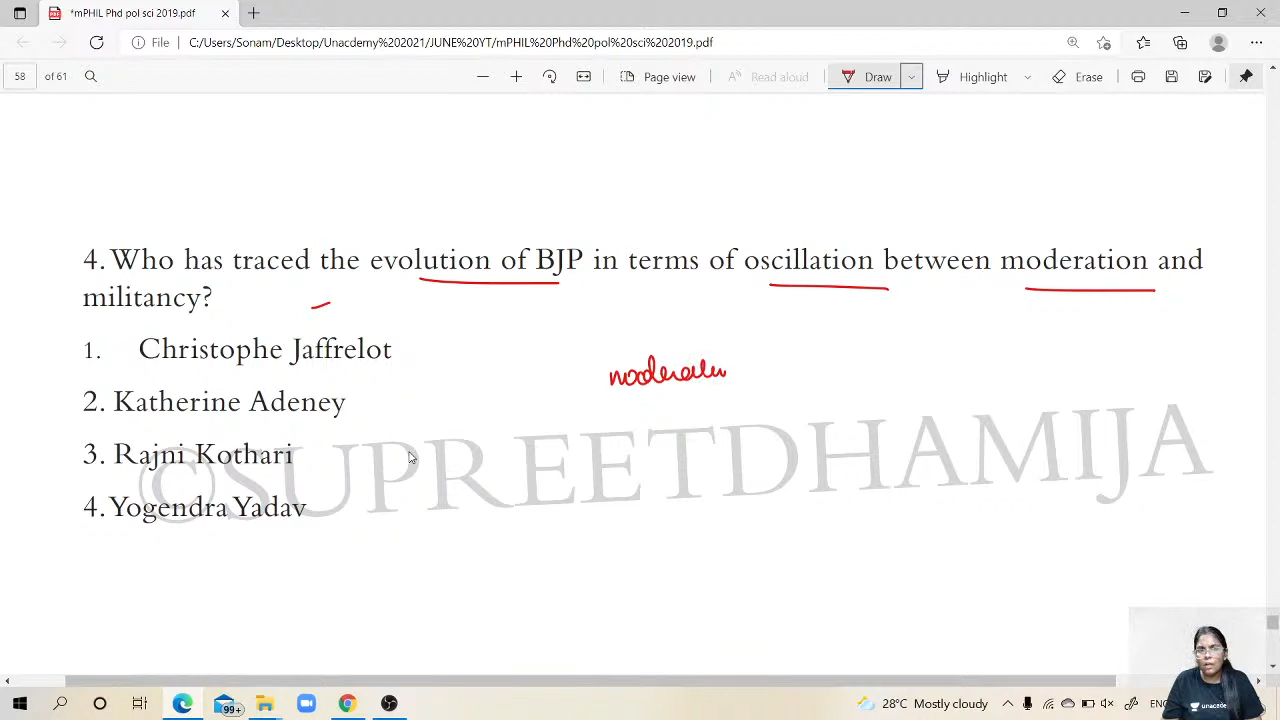 *mPHIL Phd pol sci 2019.pdf
File
C:/Users/Sonam/Desktop/Unacdemy%202021/JUNE%20YT/mPHIL%20Phd%20pol%20sci%202019.pdf
58 of 61
Page view
Read aloud
Draw
Highlight
Erase
4. Who has traced the evolution of BJP in terms of oscillation between moderation and
militancy?
1. Christophe Jaffrelot
2. Katherine Adeney
3. Rajni Kothari
4. Yogendra Yadav
©SUPREETDHAMIJA
unacade
99+
28°C Mostly cloudy